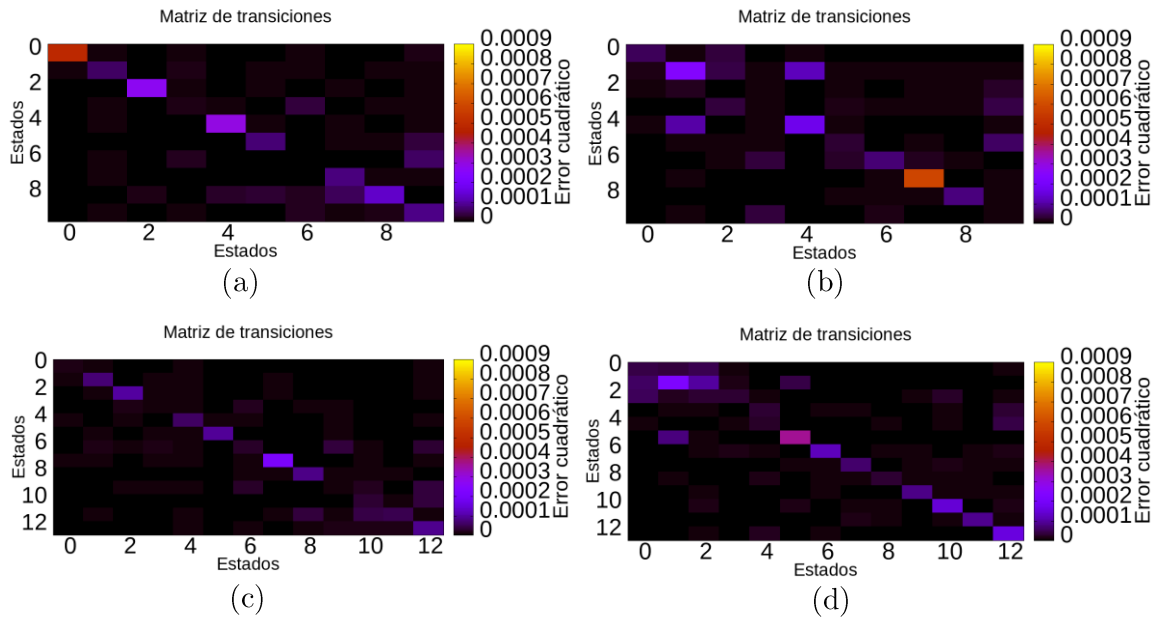 Matriz de transiciones
0
2
4
6
8
Estados
0 2 4 6 8
Estados
0.0009
0.0008
0.0007
0.0006
0.0005
0.0004
0.0003
0.0002
0.0001
0
Error cuadrático
(a)
Matriz de transiciones
0
2
4
6
8
Estados
0 2 4 6 8
Estados
0.0009
0.0008
0.0007
0.0006
0.0005
0.0004
0.0003
0.0002
0.0001
0
Error cuadrático
(b)
Matriz de transiciones
0
2
4
6
8
10
12
Estados
0 2 4 6 8 10 12
Estados
0.0009
0.0008
0.0007
0.0006
0.0005
0.0004
0.0003
0.0002
0.0001
0
Error cuadrático
(c)
Matriz de transiciones
0
2
4
6
8
10
12
Estados
0 2 4 6 8 10 12
Estados
0.0009
0.0008
0.0007
0.0006
0.0005
0.0004
0.0003
0.0002
0.0001
0
Error cuadrático
(d)